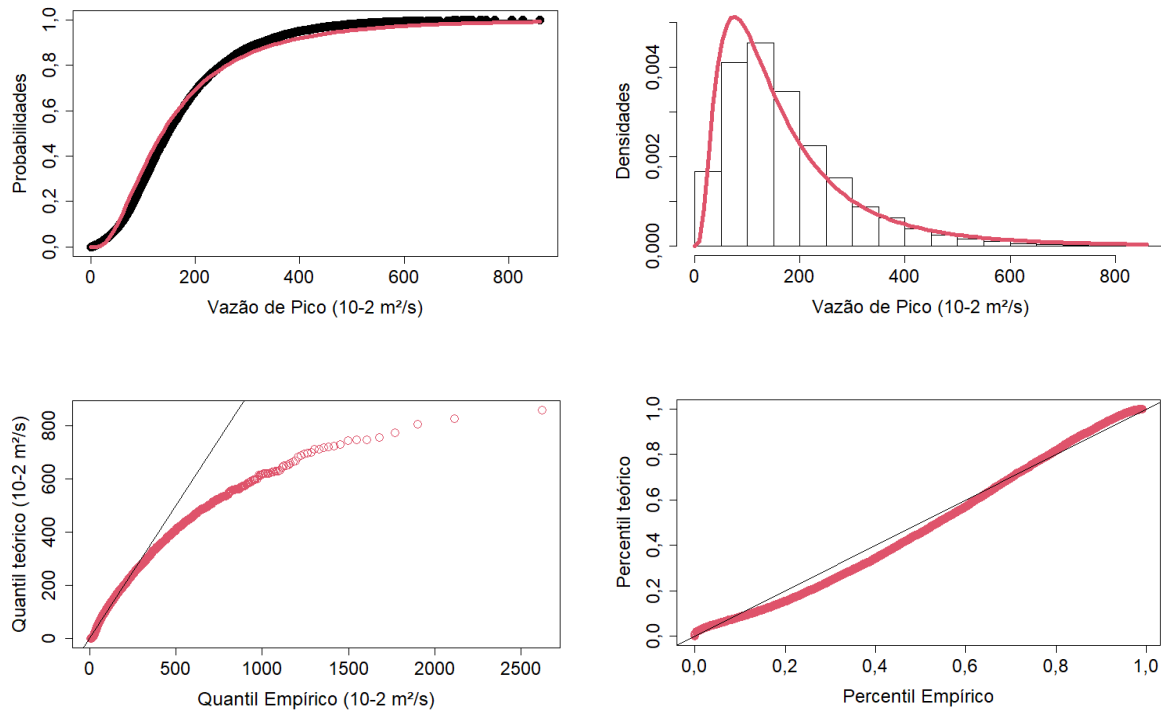 Probabilidades
0,0 0,2 0,4 0,6 0,8 1,0
0 200 400 600 800
Vazão de Pico (10-2 m²/s)
Densidades
0,000 0,002 0,004
0 200 400 600 800
Vazão de Pico (10-2 m²/s)
Quantil teórico (10-2 m²/s)
0 200 400 600 800
0 500 1000 1500 2000 2500
Quantil Empírico (10-2 m²/s)
Percentil teórico
0,0 0,2 0,4 0,6 0,8 1,0
0,0 0,2 0,4 0,6 0,8 1,0
Percentil Empírico